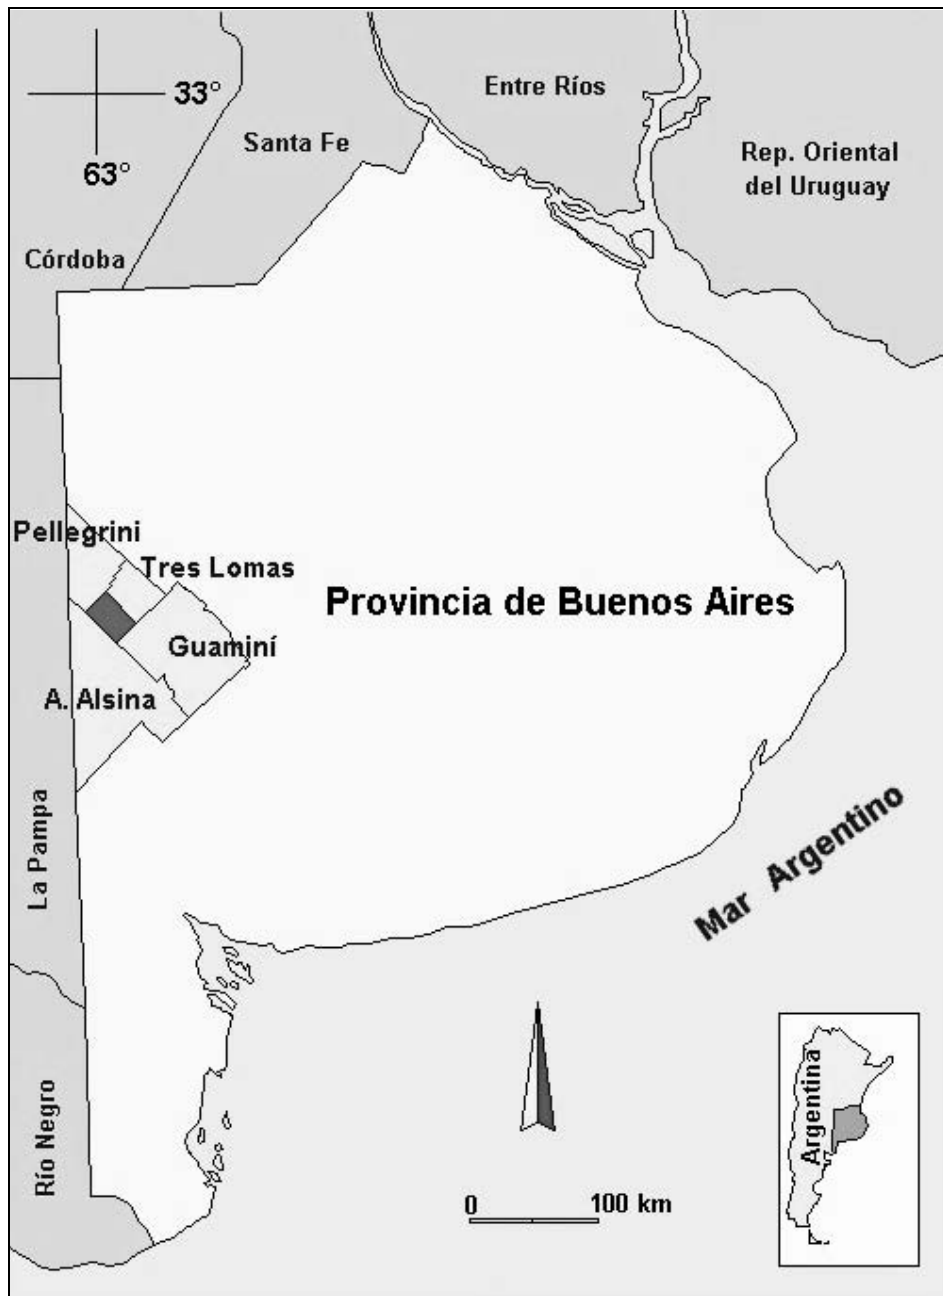 Entre Ríos
33°
Santa Fe
Rep. Oriental
del Uruguay
63°
Córdoba
Pellegrini
Tres Lomas
Provincia de Buenos Aires
Guaminí
A. Alsina
La Pampa
Mar Argentino
Argentina
Río Negro
0 100 km